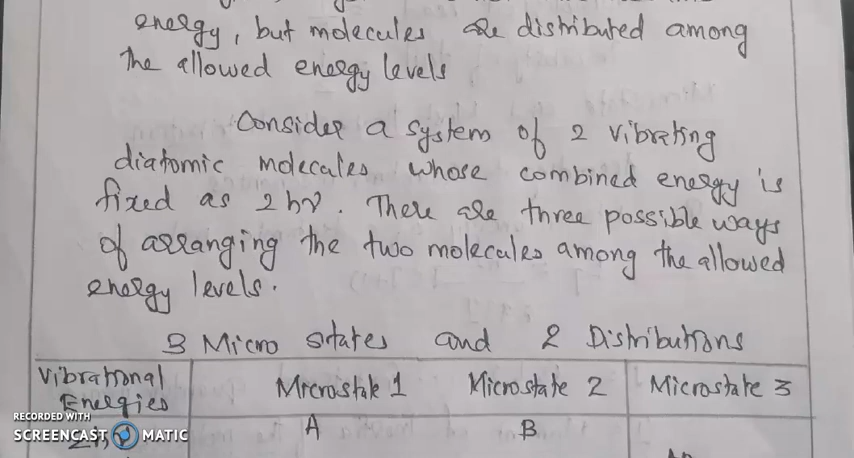 energy, but molecules are distributed among
the allowed energy levels
Consider a system of 2 vibrating
diatomic molecules whose combined energy is
fixed as 2hν. There are three possible ways
of arranging the two molecules among the allowed
energy levels.
3 Micro states and 2 Distributions
Vibrational Energies Microstate 1 Microstate 2 Microstate 3
A B
RECORDED WITH
SCREENCAST MATIC